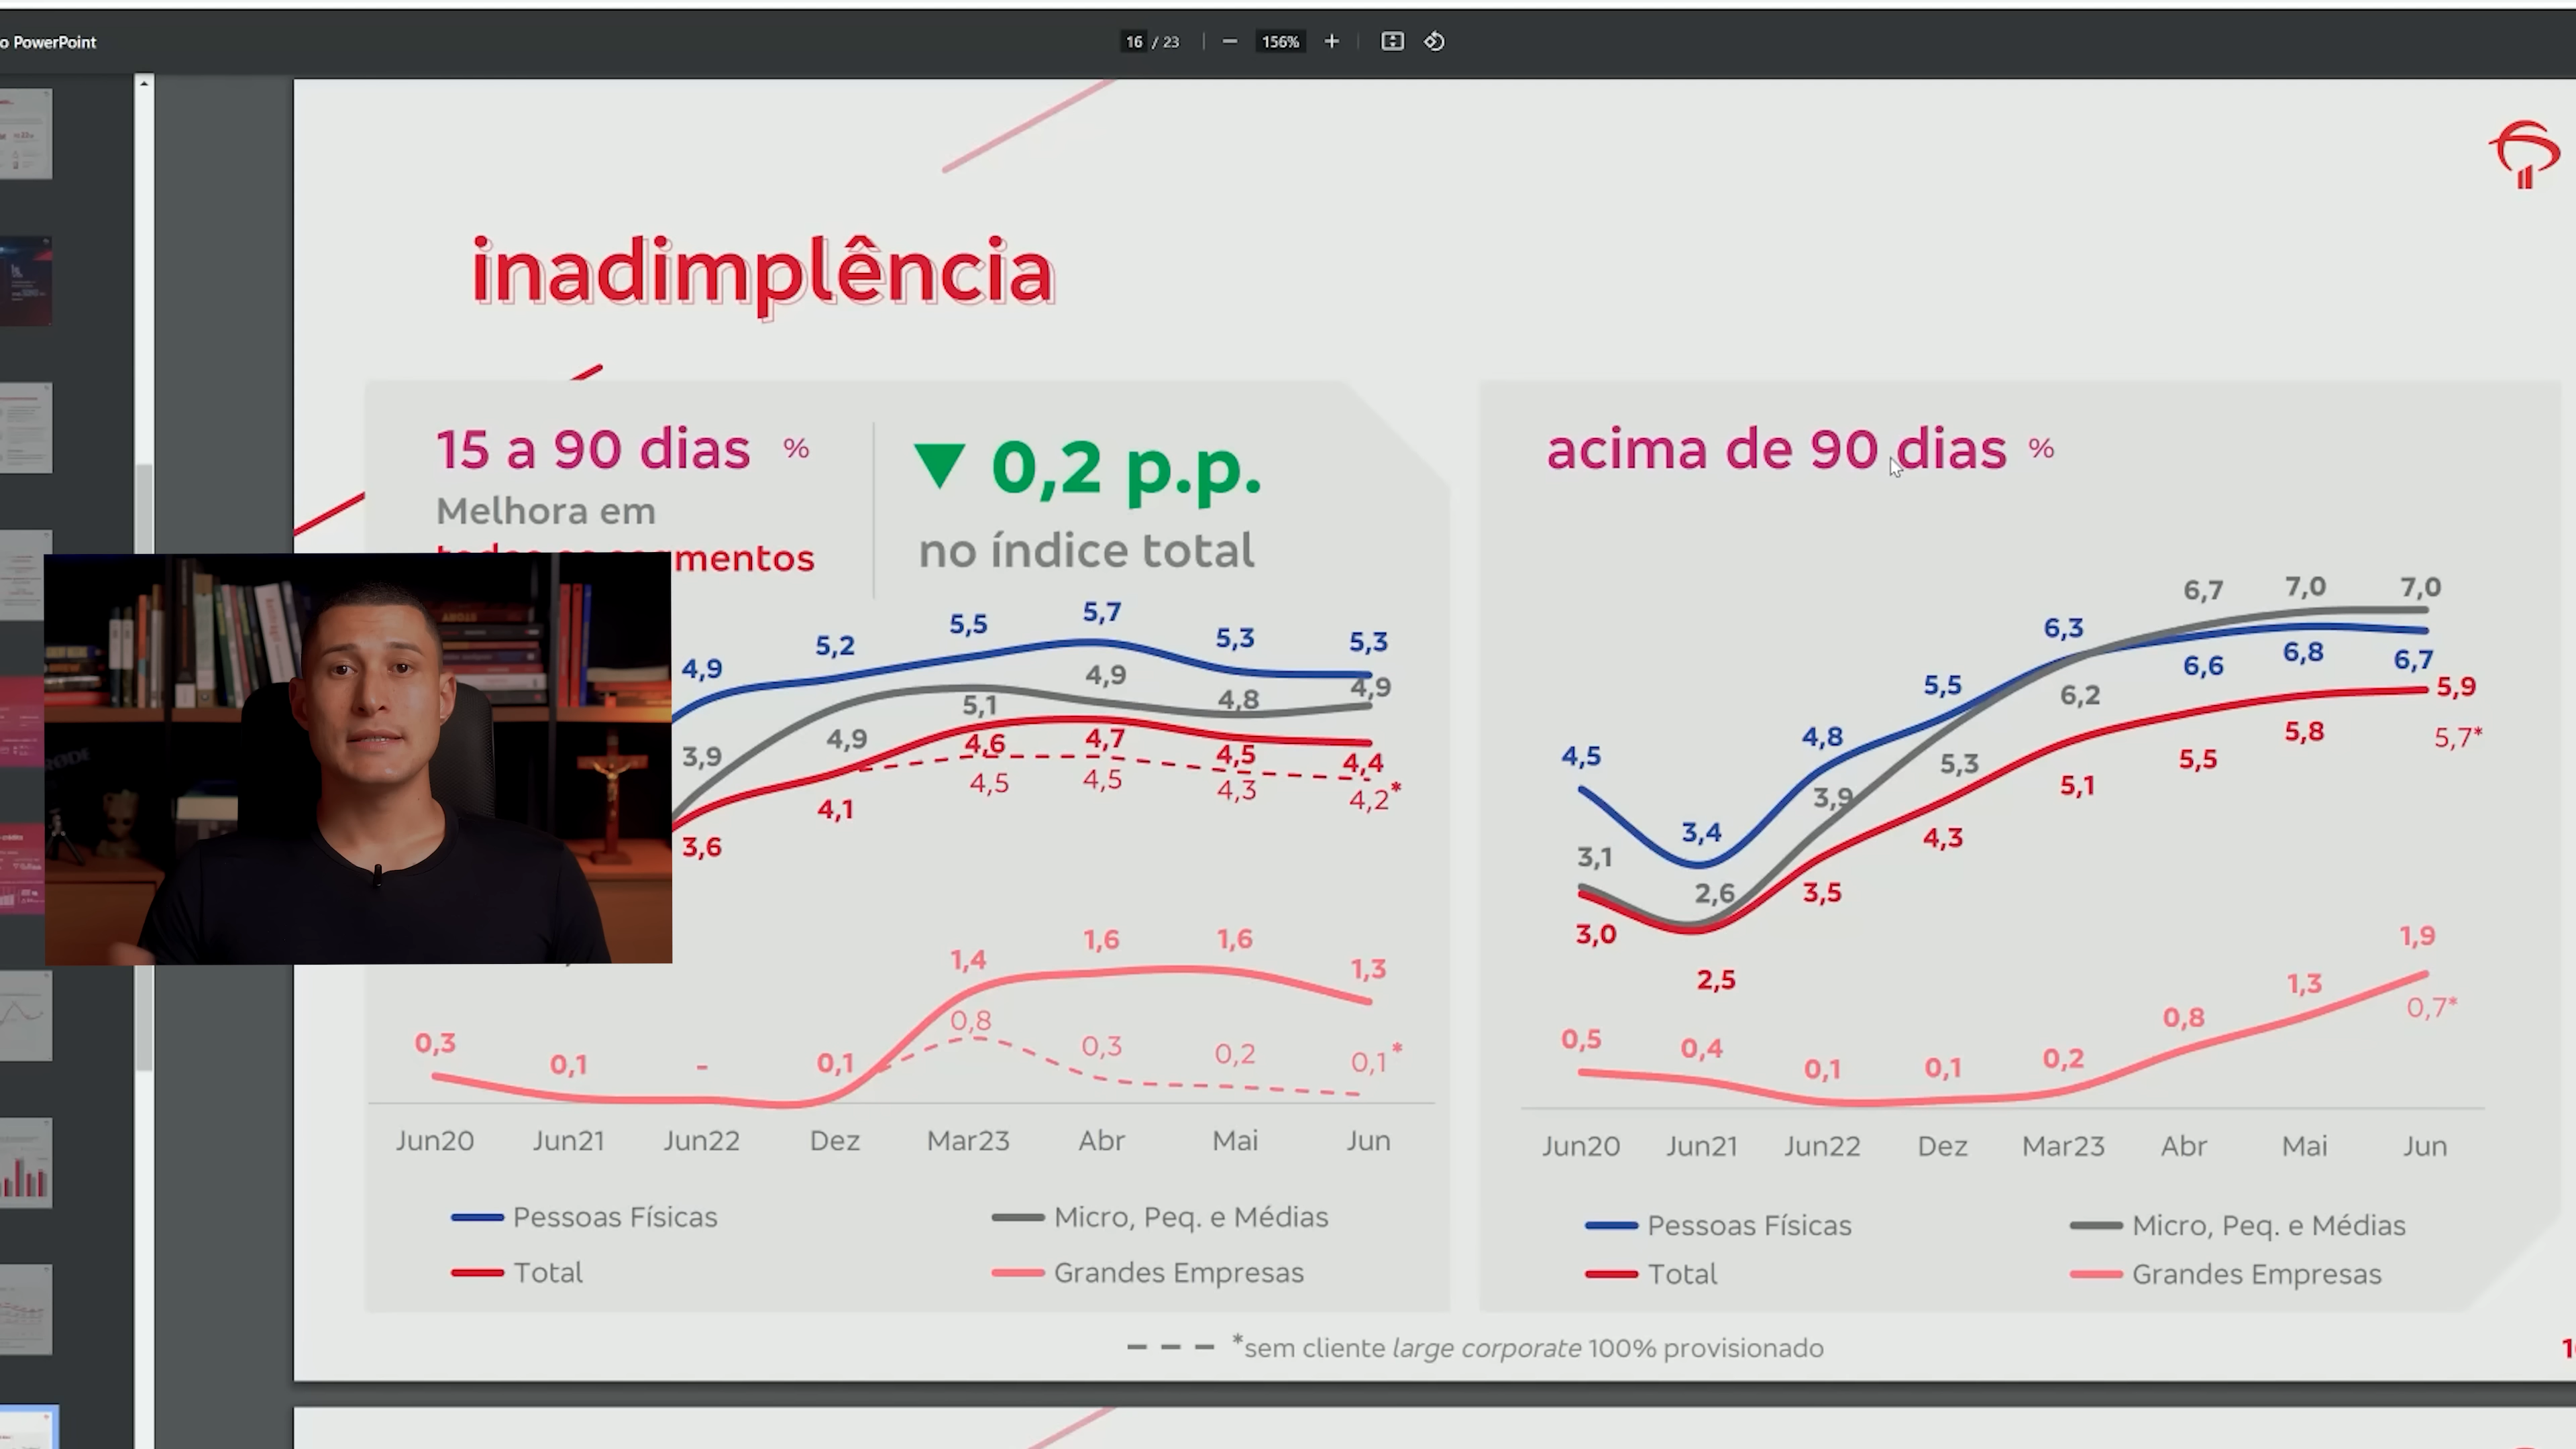 o PowerPoint
16 / 23
156%
inadimplência
15 a 90 dias %
Melhora em
mentos
0,2 p.p.
no índice total
4,9 5,2 5,5 5,7 5,3 5,3
3,9 4,9 5,1 4,9 4,8 4,9
3,6 4,1 4,6 4,7 4,5 4,4
4,5 4,5 4,3 4,2*
0,3 0,1 - 0,1 1,4 1,6 1,6 1,3
0,8 0,3 0,2 0,1*
Jun20 Jun21 Jun22 Dez Mar23 Abr Mai Jun
Pessoas Físicas Micro, Peq. e Médias
Total Grandes Empresas
acima de 90 dias %
3,1 2,6 3,9 5,3 6,2 6,7 7,0 7,0
4,5 3,4 4,8 5,5 6,3 6,6 6,8 6,7
3,0 2,5 3,5 4,3 5,1 5,5 5,8 5,9
5,7*
0,5 0,4 0,1 0,1 0,2 0,8 1,3 1,9
0,7*
Jun20 Jun21 Jun22 Dez Mar23 Abr Mai Jun
Pessoas Físicas Micro, Peq. e Médias
Total Grandes Empresas
*sem cliente large corporate 100% provisionado